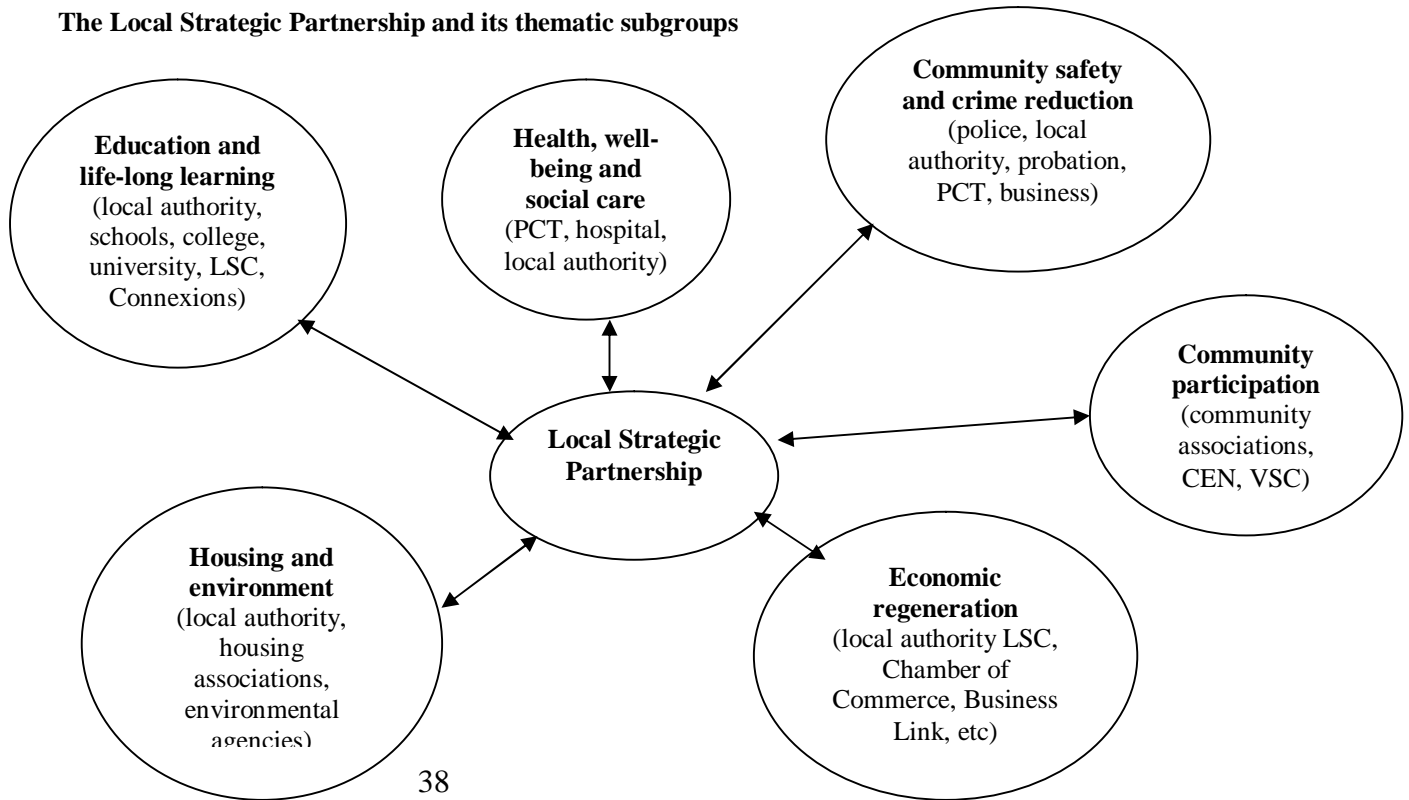 The Local Strategic Partnership and its thematic subgroups
Education and
life-long learning
(local authority,
schools, college,
university, LSC,
Connexions)
Health, well-
being and
social care
(PCT, hospital,
local authority)
Community safety
and crime reduction
(police, local
authority, probation,
PCT, business)
Community
participation
(community
associations,
CEN, VSC)
Local Strategic
Partnership
Housing and
environment
(local authority,
housing
associations,
environmental
agencies)
Economic
regeneration
(local authority LSC,
Chamber of
Commerce, Business
Link, etc)
38